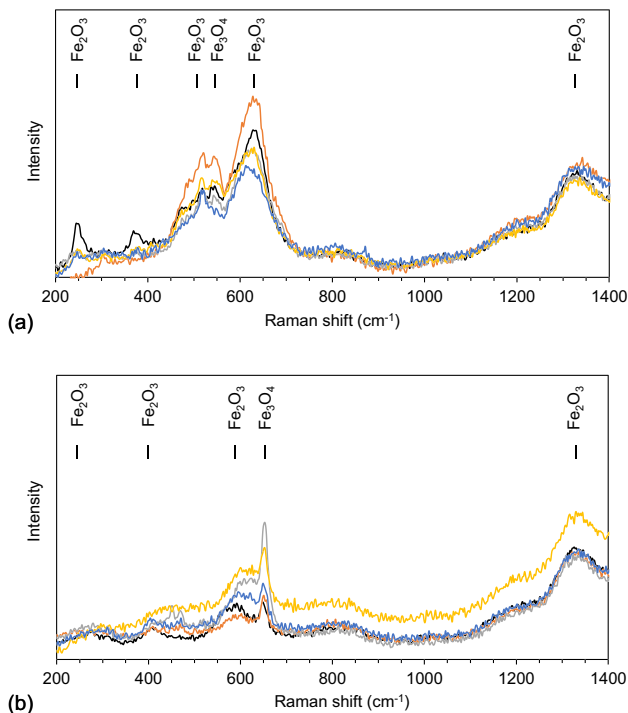 Fe₂O₃ Fe₂O₃ Fe₂O₃ Fe₃O₄ Fe₂O₃ Fe₂O₃
Intensity
200 400 600 800 1000 1200 1400
Raman shift (cm⁻¹)
(a)
Fe₂O₃ Fe₂O₃ Fe₂O₃ Fe₃O₄ Fe₂O₃
Intensity
200 400 600 800 1000 1200 1400
Raman shift (cm⁻¹)
(b)